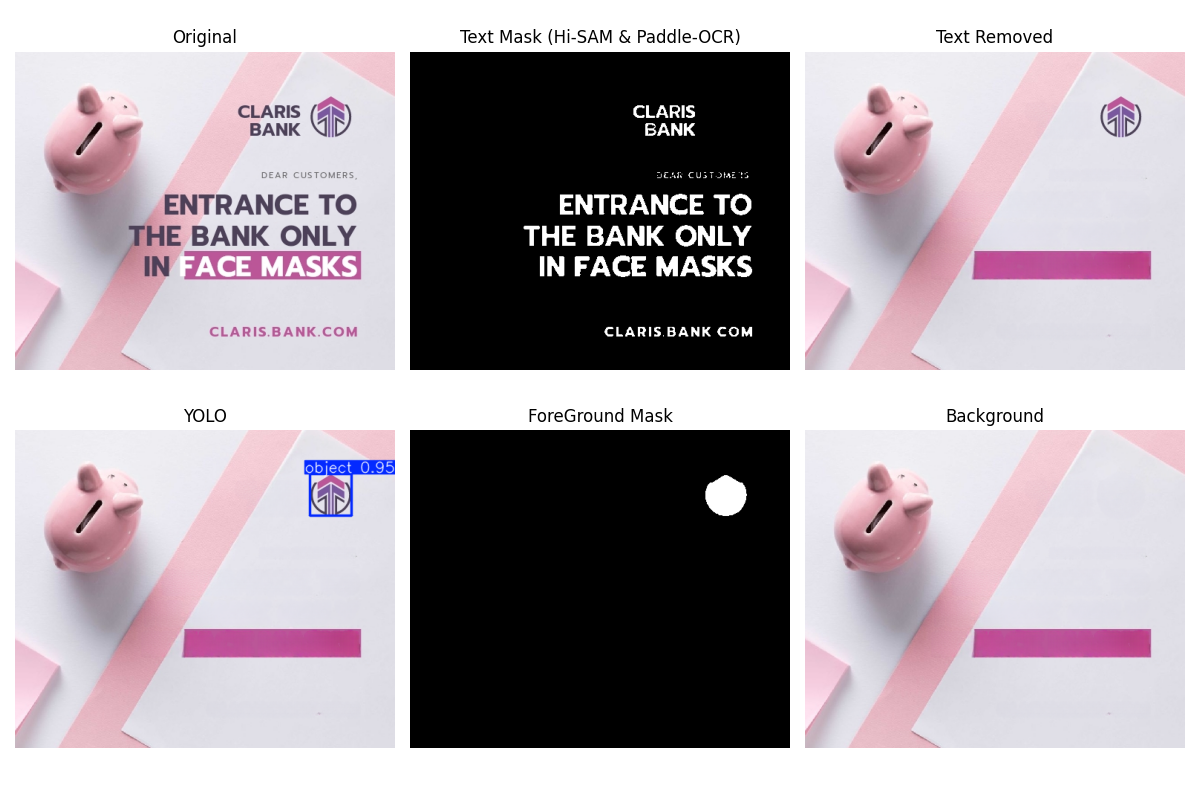 Original
CLARIS
BANK
DEAR CUSTOMERS,
ENTRANCE TO
THE BANK ONLY
IN FACE MASKS
CLARIS.BANK.COM
Text Mask (Hi-SAM & Paddle-OCR)
CLARIS
BANK
DEAR CUSTOMERS
ENTRANCE TO
THE BANK ONLY
IN FACE MASKS
CLARIS.BANK COM
Text Removed
YOLO
object 0.95
ForeGround Mask
Background